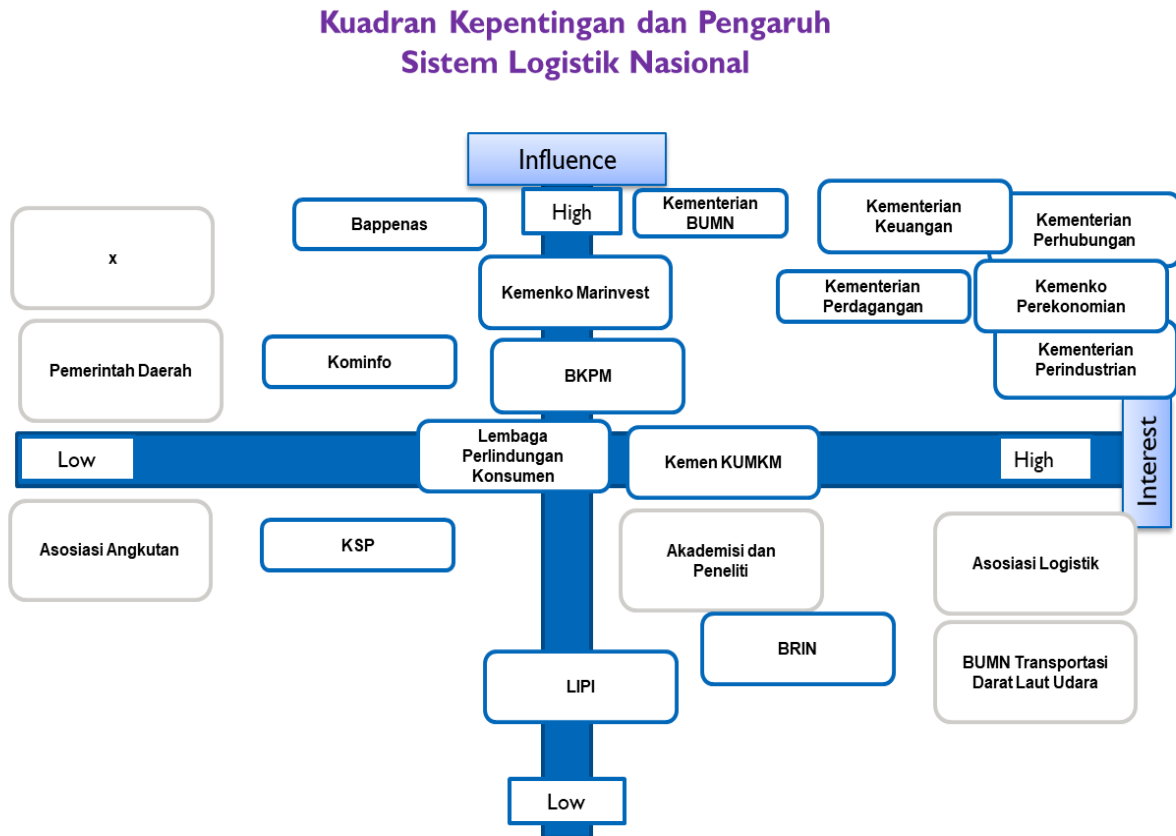 Kuadran Kepentingan dan Pengaruh
Sistem Logistik Nasional
Influence
High
Bappenas
Kementerian
BUMN
Kementerian
Keuangan
Kementerian
Perhubungan
x
Kemenko Marinvest
Kementerian
Perdagangan
Kemenko
Perekonomian
Pemerintah Daerah
Kominfo
BKPM
Kementerian
Perindustrian
Low
Lembaga
Perlindungan
Konsumen
Kemen KUMKM
High
Interest
Asosiasi Angkutan
KSP
Akademisi dan
Peneliti
Asosiasi Logistik
BRIN
LIPI
BUMN Transportasi
Darat Laut Udara
Low